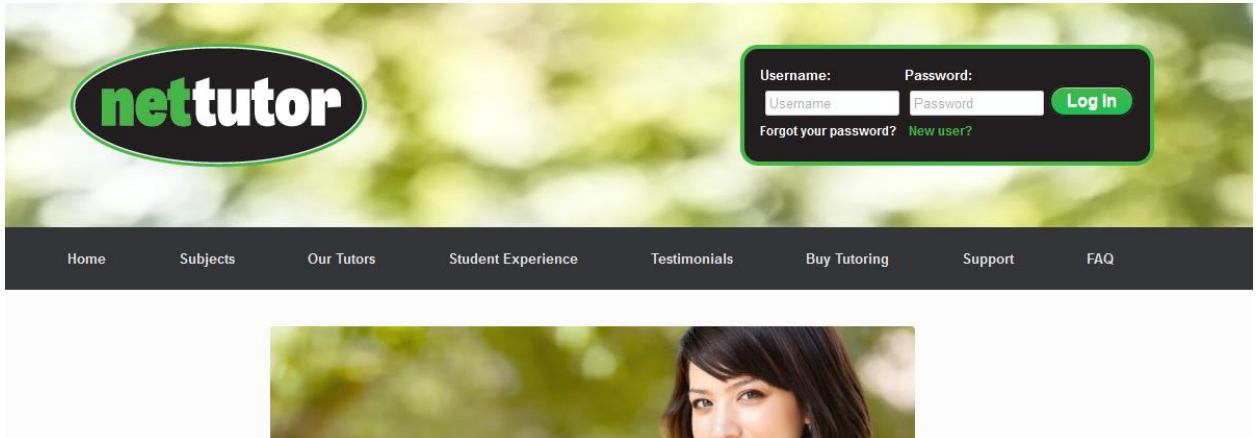 nettutor
Username: Password:
Username Password Log In
Forgot your password? New user?
Home Subjects Our Tutors Student Experience Testimonials Buy Tutoring Support FAQ